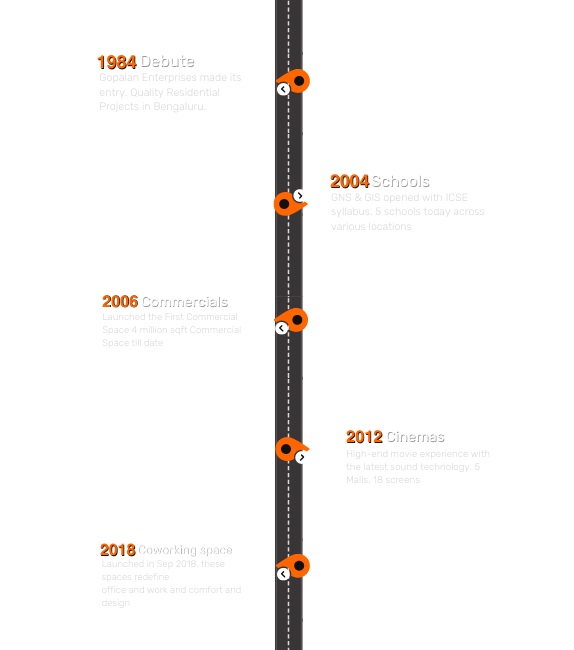 1984 Debute
Gopalan Enterprises made its
entry, Quality Residential
Projects in Bengaluru.
2004 Schools
GNS & GIS opened with ICSE
syllabus. 5 schools today across
various locations
2006 Commercials
Launched the First Commercial
Space 4 million sqft Commercial
Space till date
2012 Cinemas
High-end movie experience with
the latest sound technology. 5
Malls, 18 screens
2018 Coworking space
Launched in Sep 2018, these
spaces redefine
office and work and comfort and
design